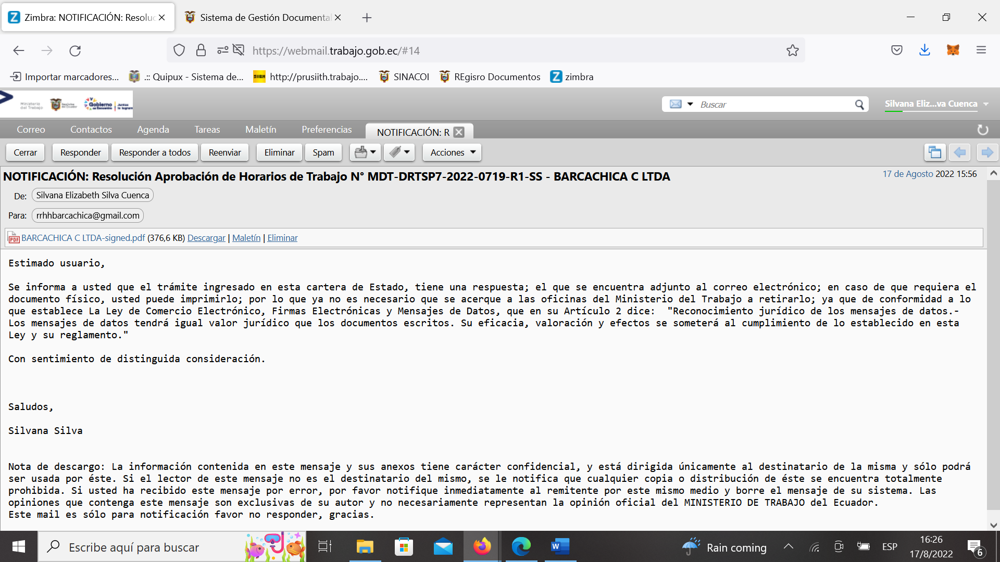 Zimbra: NOTIFICACIÓN: Resoluc
Sistema de Gestión Documental
https://webmail.trabajo.gob.ec/#14
Importar marcadores...
.:: Quipux - Sistema de...
http://prusiith.trabajo....
SINACOI
REgisro Documentos
zimbra
Ministerio del Trabajo
República del Ecuador
Gobierno del Encuentro
Juntos lo logramos
Buscar
Silvana Eliz...va Cuenca
Correo
Contactos
Agenda
Tareas
Maletín
Preferencias
NOTIFICACIÓN: R
Cerrar
Responder
Responder a todos
Reenviar
Eliminar
Spam
Acciones
NOTIFICACIÓN: Resolución Aprobación de Horarios de Trabajo N° MDT-DRTSP7-2022-0719-R1-SS - BARCACHICA C LTDA
17 de Agosto 2022 15:56
De: Silvana Elizabeth Silva Cuenca
Para: rrhhbarcachica@gmail.com
BARCACHICA C LTDA-signed.pdf (376,6 KB) Descargar | Maletín | Eliminar
Estimado usuario,
Se informa a usted que el trámite ingresado en esta cartera de Estado, tiene una respuesta; el que se encuentra adjunto al correo electrónico; en caso de que requiera el
documento físico, usted puede imprimirlo; por lo que ya no es necesario que se acerque a las oficinas del Ministerio del Trabajo a retirarlo; ya que de conformidad a lo
que establece La Ley de Comercio Electrónico, Firmas Electrónicas y Mensajes de Datos, que en su Artículo 2 dice:  "Reconocimiento jurídico de los mensajes de datos.-
Los mensajes de datos tendrá igual valor jurídico que los documentos escritos. Su eficacia, valoración y efectos se someterá al cumplimiento de lo establecido en esta
Ley y su reglamento."
Con sentimiento de distinguida consideración.
Saludos,
Silvana Silva
Nota de descargo: La información contenida en este mensaje y sus anexos tiene carácter confidencial, y está dirigida únicamente al destinatario de la misma y sólo podrá
ser usada por éste. Si el lector de este mensaje no es el destinatario del mismo, se le notifica que cualquier copia o distribución de éste se encuentra totalmente
prohibida. Si usted ha recibido este mensaje por error, por favor notifique inmediatamente al remitente por este mismo medio y borre el mensaje de su sistema. Las
opiniones que contenga este mensaje son exclusivas de su autor y no necesariamente representan la opinión oficial del MINISTERIO DE TRABAJO del Ecuador.
Este mail es sólo para notificación favor no responder, gracias.
Escribe aquí para buscar
Rain coming
ESP
16:26
17/8/2022
6